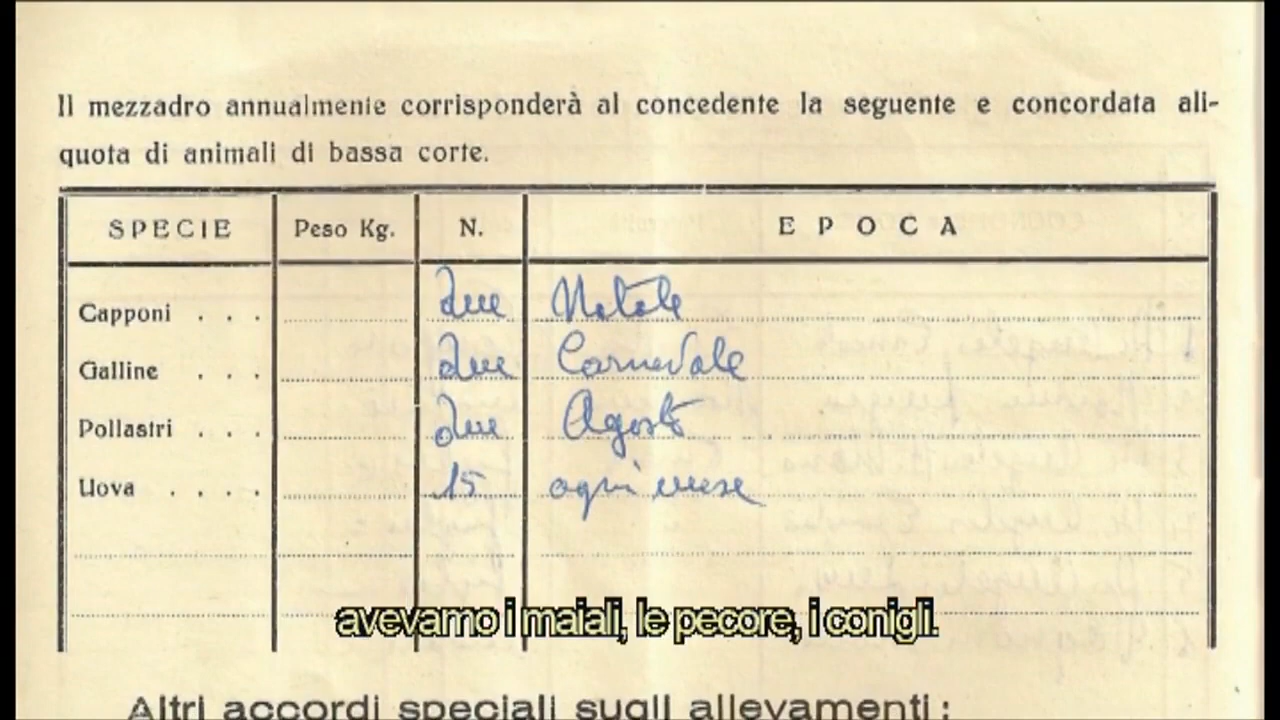 Il mezzadro annualmente corrisponderà al concedente la seguente e concordata ali-
quota di animali di bassa corte.
SPECIE Peso Kg. N. EPOCA
Capponi . . . due Natale
Galline . . . due Carnevale
Pollastri . . . due Agosto
Uova . . . . 15 ogni mese
avevamo i maiali, le pecore, i conigli.
Altri accordi speciali sugli allevamenti: